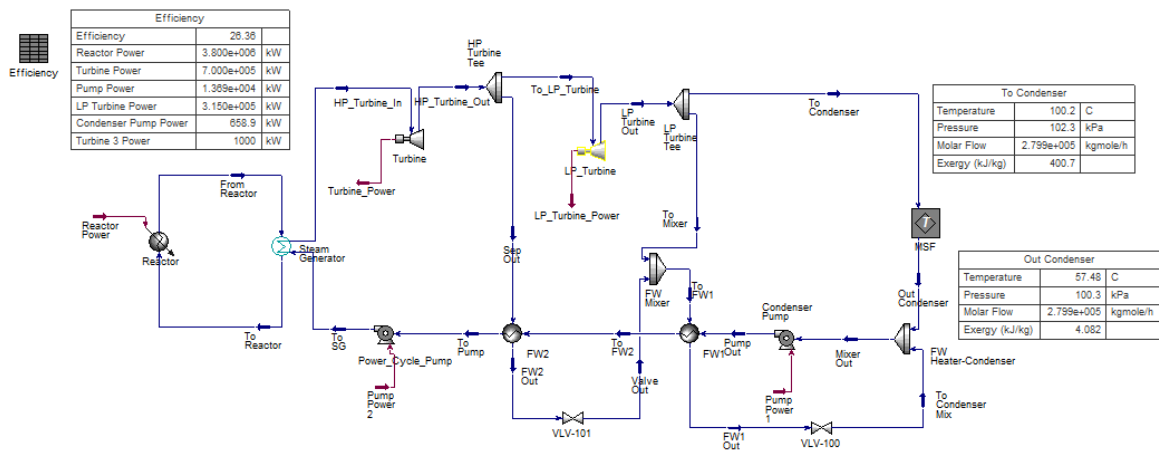 Efficiency
Efficiency 26.36
Reactor Power 3.800e+006 kW
Turbine Power 7.000e+005 kW
Pump Power 1.369e+004 kW
LP Turbine Power 3.150e+005 kW
Condenser Pump Power 658.9 kW
Turbine 3 Power 1000 kW
Efficiency
HP
Turbine
Tee
HP_Turbine_In
HP_Turbine_Out
To_LP_Turbine
LP
Turbine
Out
LP
Turbine
Tee
To
Condenser
To Condenser
Temperature 100.2 C
Pressure 102.3 kPa
Molar Flow 2.799e+005 kgmole/h
Exergy (kJ/kg) 400.7
Turbine
Turbine_Power
LP_Turbine
LP_Turbine_Power
From
Reactor
Reactor
Power
Reactor
Steam
Generator
To
Reactor
Sep
Out
To
Mixer
FW
Mixer
To
FW1
T
MSF
Out
Condenser
Out Condenser
Temperature 57.48 C
Pressure 100.3 kPa
Molar Flow 2.799e+005 kgmole/h
Exergy (kJ/kg) 4.082
To
SG
Power_Cycle_Pump
Pump
Power
2
To
Pump
FW2
FW2
Out
To
FW2
Valve
Out
VLV-101
FW1
Pump
Out
Condenser
Pump
Pump
Power
1
Mixer
Out
FW
Heater-Condenser
To
Condenser
Mix
FW1
Out
VLV-100